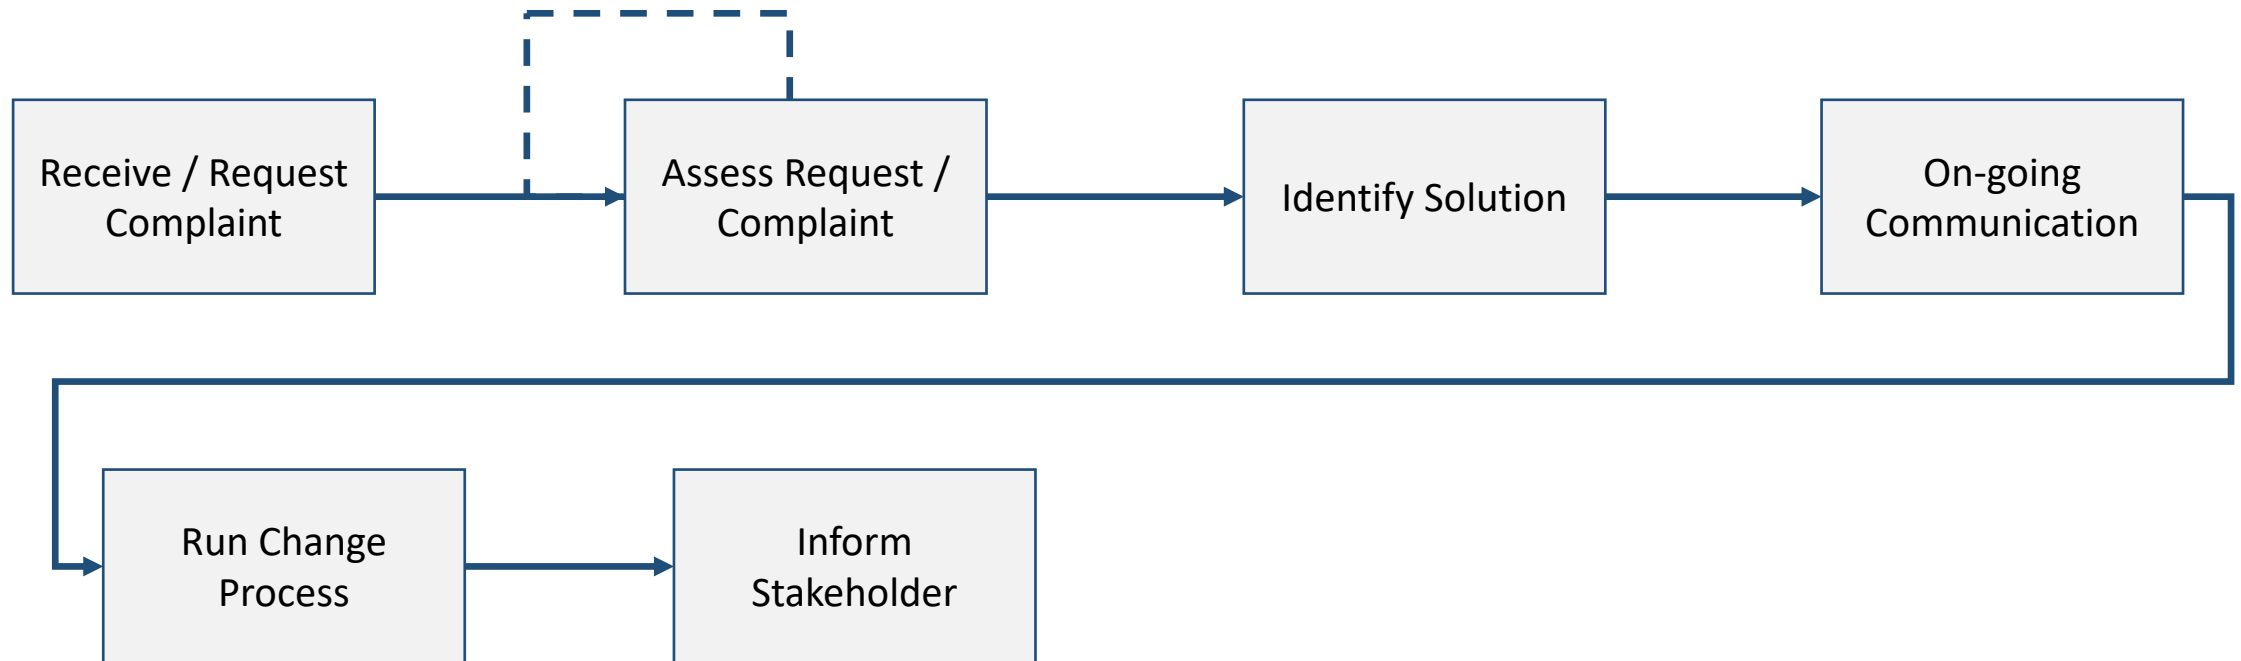 Receive / Request
Complaint
Assess Request /
Complaint
Identify Solution
On-going
Communication
Run Change
Process
Inform
Stakeholder